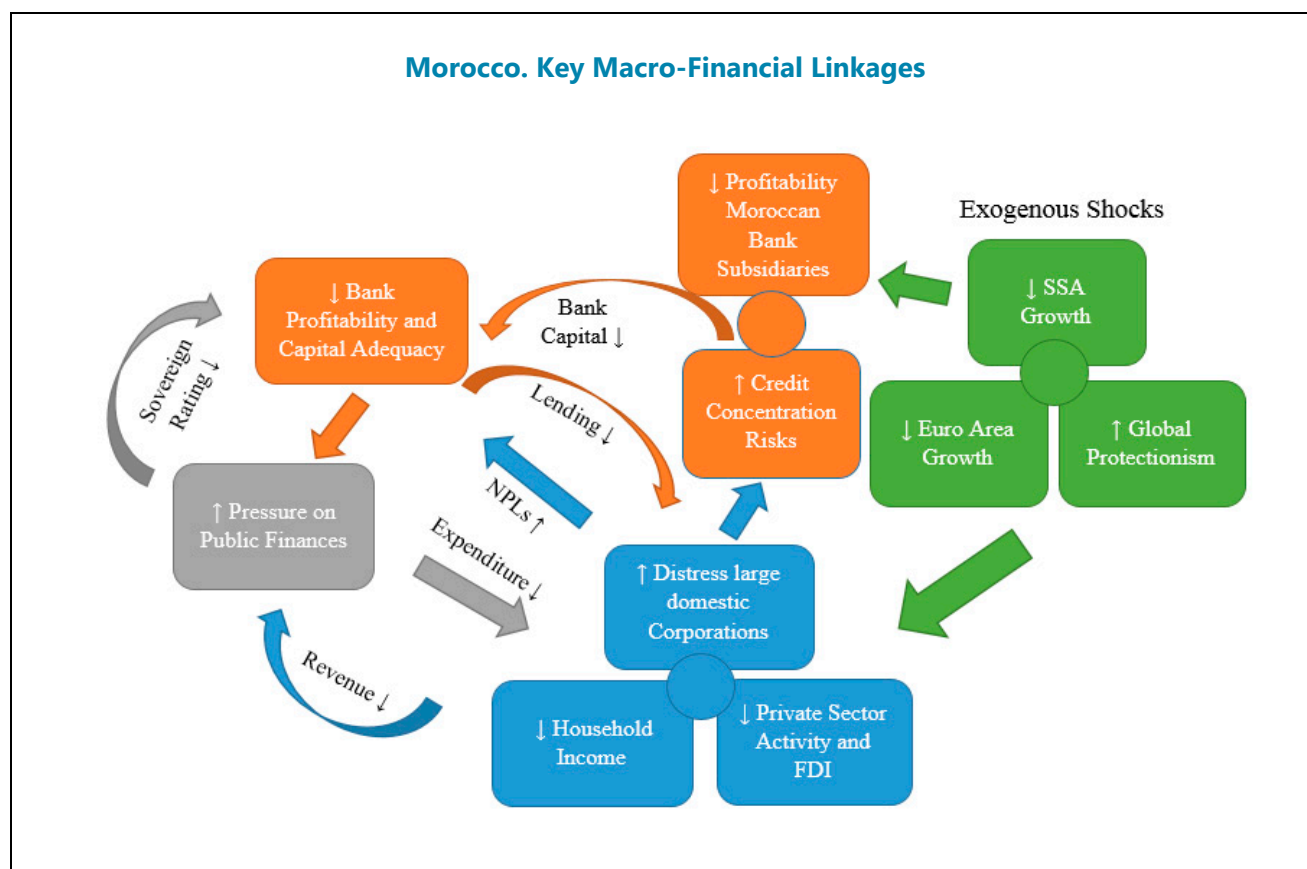 Morocco. Key Macro-Financial Linkages
↓ Profitability
Moroccan
Bank
Subsidiaries
Exogenous Shocks
↓ SSA
Growth
↓ Bank
Profitability and
Capital Adequacy
Bank
Capital ↓
Sovereign
Rating ↓
Lending ↓
↑ Credit
Concentration
Risks
↓ Euro Area
Growth
↑ Global
Protectionism
NPLs ↑
↑ Pressure on
Public Finances
Expenditure ↓
↑ Distress large
domestic
Corporations
Revenue ↓
↓ Household
Income
↓ Private Sector
Activity and
FDI